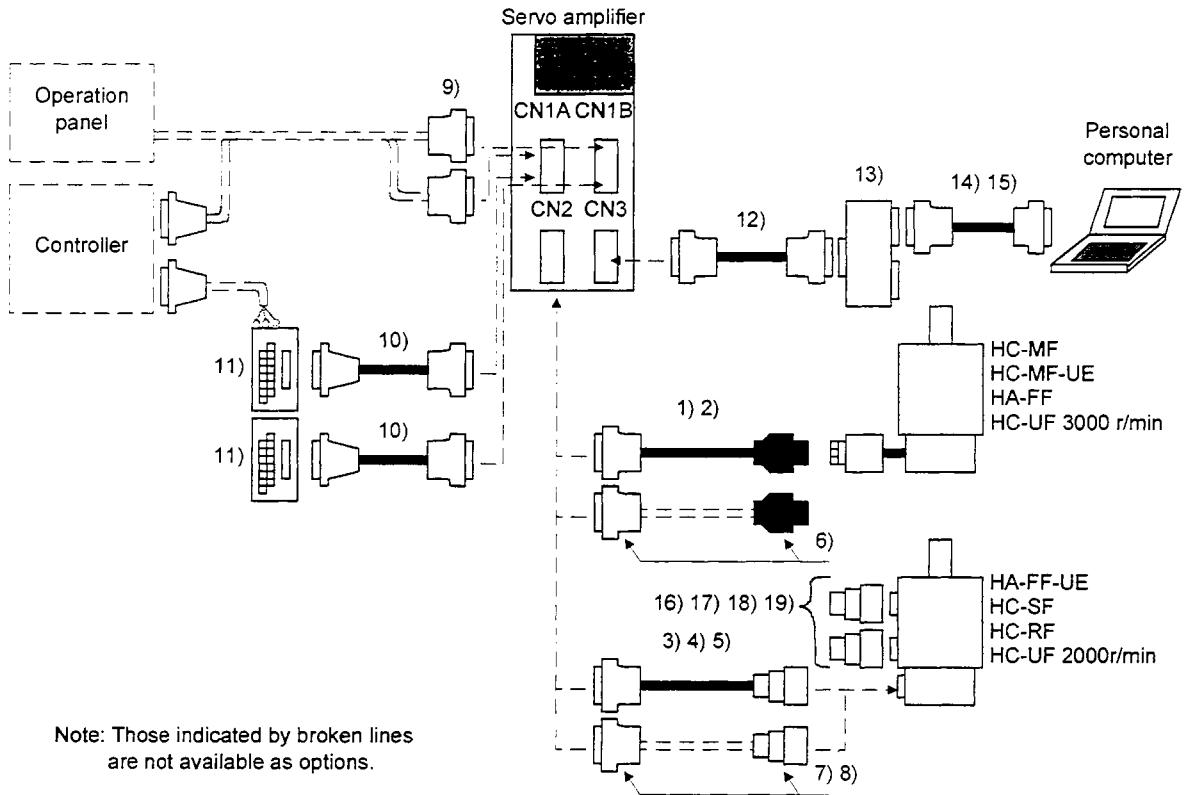 Servo amplifier
Operation
panel
9)
CN1A CN1B
Personal
computer
Controller
CN2 CN3
13)
14) 15)
12)
10)
11)
10)
11)
HC-MF
HC-MF-UE
HA-FF
HC-UF 3000 r/min
1) 2)
6)
16) 17) 18) 19)
3) 4) 5)
HA-FF-UE
HC-SF
HC-RF
HC-UF 2000r/min
Note: Those indicated by broken lines
are not available as options.
7) 8)